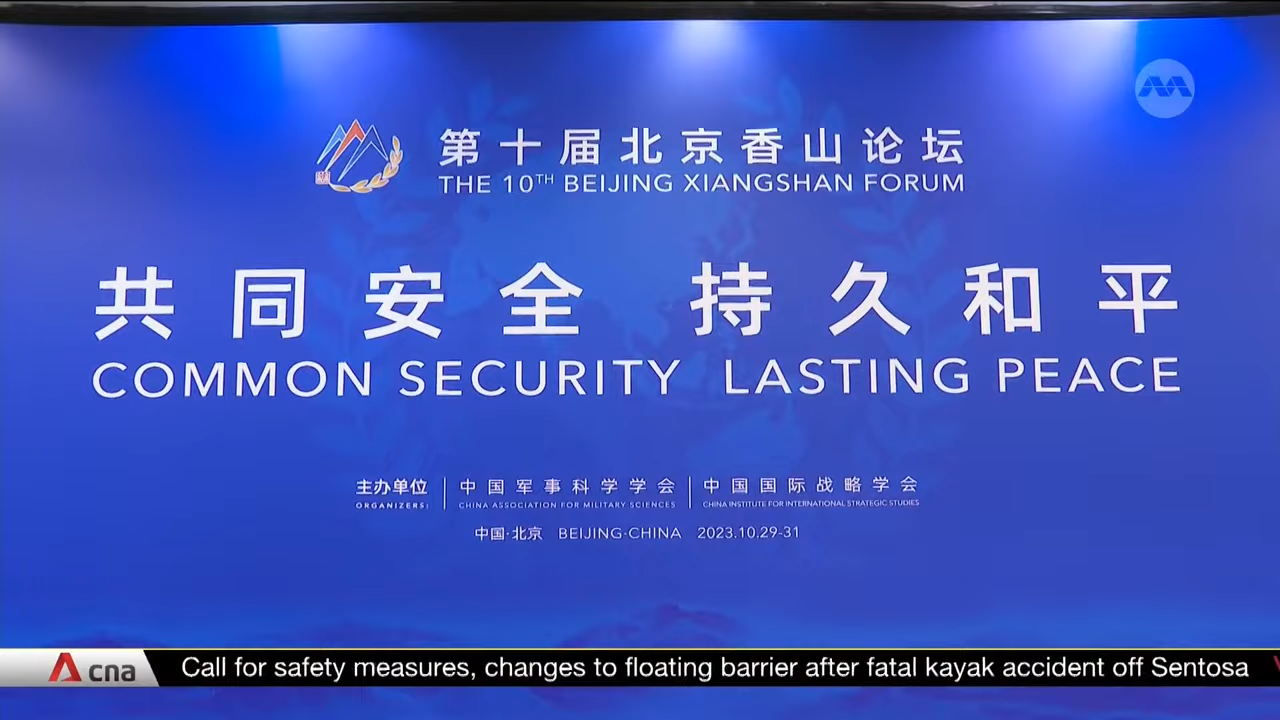 第十届北京香山论坛
THE 10TH BEIJING XIANGSHAN FORUM
共同安全 持久和平
COMMON SECURITY LASTING PEACE
主办单位 中国军事科学学会 中国国际战略学会
ORGANIZERS: CHINA ASSOCIATION FOR MILITARY SCIENCES CHINA INSTITUTE FOR INTERNATIONAL STRATEGIC STUDIES
中国·北京 BEIJING·CHINA 2023.10.29-31
cna Call for safety measures, changes to floating barrier after fatal kayak accident off Sentosa